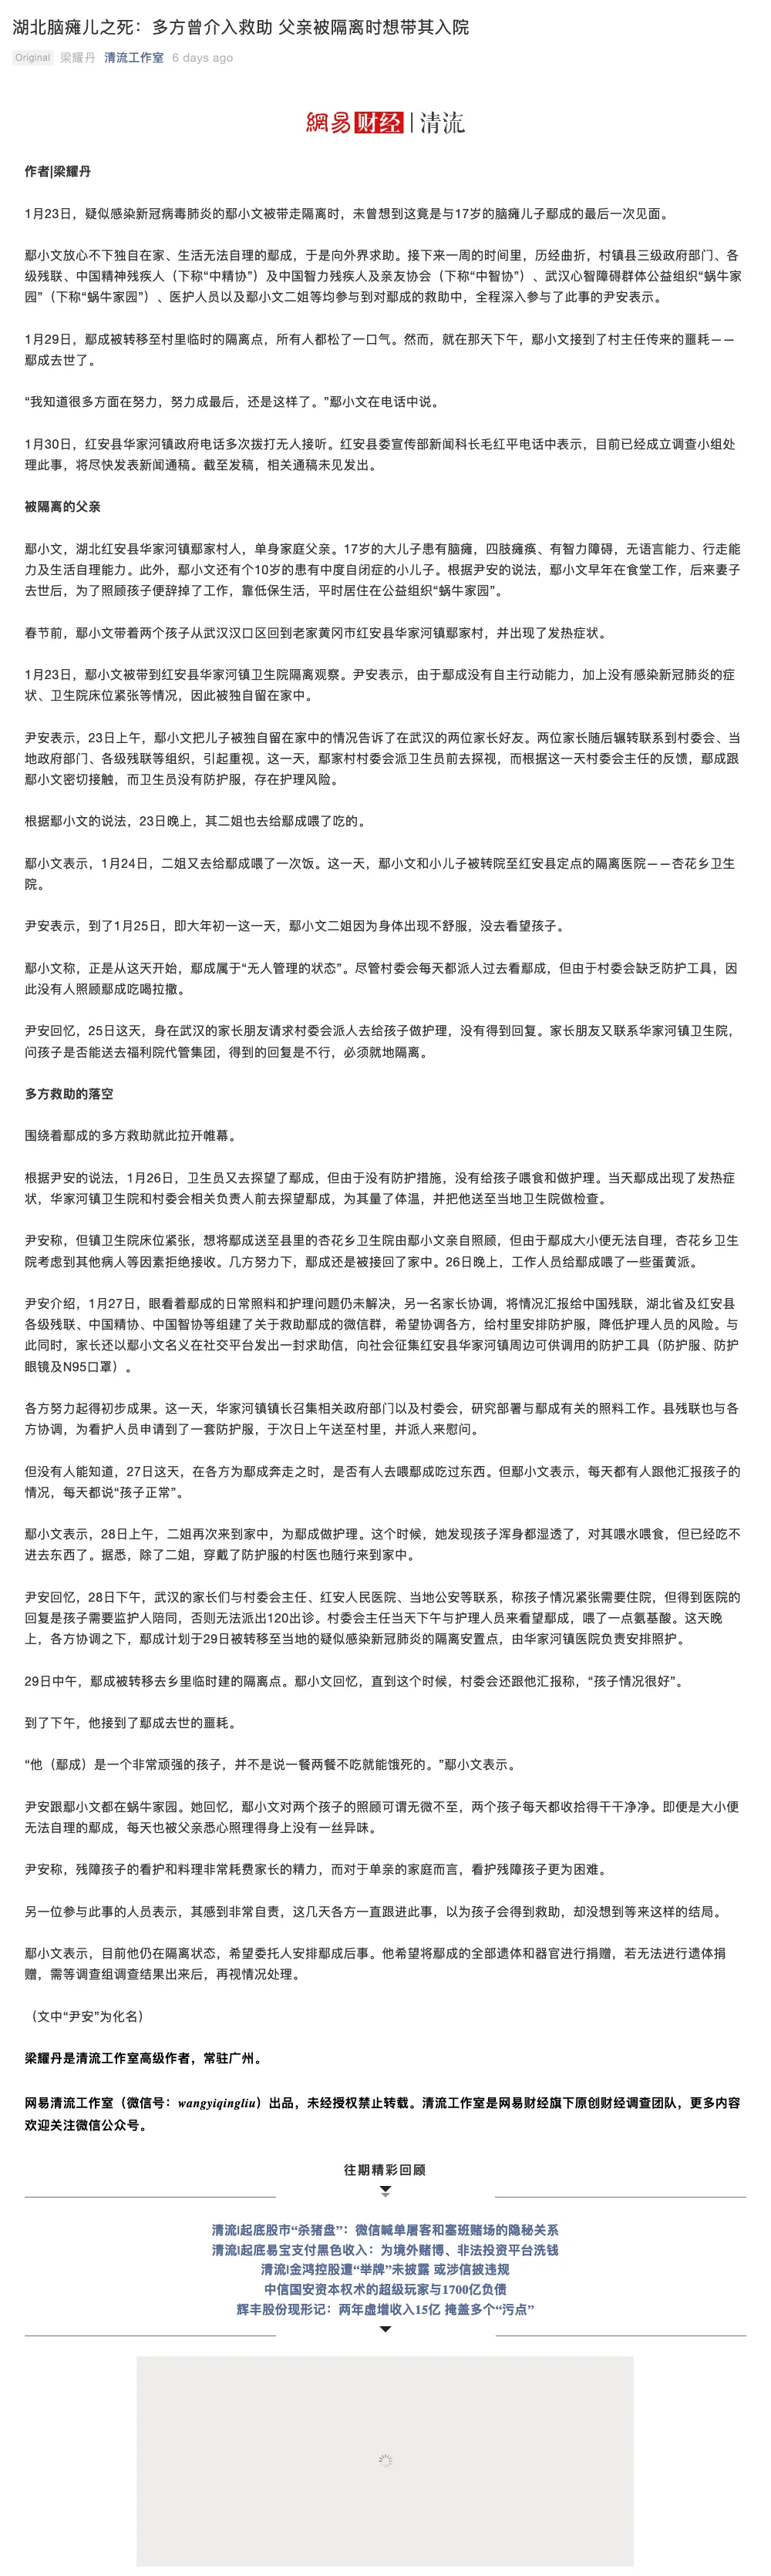 湖北脑瘫儿之死：多方曾介入救助 父亲被隔离时想带其入院
Original 梁耀丹 清流工作室 6 days ago
網易财经|清流
作者|梁耀丹
1月23日，疑似感染新冠病毒肺炎的鄢小文被带走隔离时，未曾想到这竟是与17岁的脑瘫儿子鄢成的最后一次见面。
鄢小文放心不下独自在家、生活无法自理的鄢成，于是向外界求助。接下来一周的时间里，历经曲折，村镇县三级政府部门、各
级残联、中国精神残疾人（下称“中精协”）及中国智力残疾人及亲友协会（下称“中智协”）、武汉心智障碍群体公益组织“蜗牛家
园”（下称“蜗牛家园”）、医护人员以及鄢小文二姐等均参与到对鄢成的救助中，全程深入参与了此事的尹安表示。
1月29日，鄢成被转移至村里临时的隔离点，所有人都松了一口气。然而，就在那天下午，鄢小文接到了村主任传来的噩耗——
鄢成去世了。
“我知道很多方面在努力，努力成最后，还是这样了。”鄢小文在电话中说。
1月30日，红安县华家河镇政府电话多次拨打无人接听。红安县委宣传部新闻科长毛红平电话中表示，目前已经成立调查小组处
理此事，将尽快发表新闻通稿。截至发稿，相关通稿未见发出。
被隔离的父亲
鄢小文，湖北红安县华家河镇鄢家村人，单身家庭父亲。17岁的大儿子患有脑瘫，四肢瘫痪、有智力障碍，无语言能力、行走能
力及生活自理能力。此外，鄢小文还有个10岁的患有中度自闭症的小儿子。根据尹安的说法，鄢小文早年在食堂工作，后来妻子
去世后，为了照顾孩子便辞掉了工作，靠低保生活，平时居住在公益组织“蜗牛家园”。
春节前，鄢小文带着两个孩子从武汉汉口区回到老家黄冈市红安县华家河镇鄢家村，并出现了发热症状。
1月23日，鄢小文被带到红安县华家河镇卫生院隔离观察。尹安表示，由于鄢成没有自主行动能力，加上没有感染新冠肺炎的症
状、卫生院床位紧张等情况，因此被独自留在家中。
尹安表示，23日上午，鄢小文把儿子被独自留在家中的情况告诉了在武汉的两位家长好友。两位家长随后辗转联系到村委会、当
地政府部门、各级残联等组织，引起重视。这一天，鄢家村村委会派卫生员前去探视，而根据这一天村委会主任的反馈，鄢成跟
鄢小文密切接触，而卫生员没有防护服，存在护理风险。
根据鄢小文的说法，23日晚上，其二姐也去给鄢成喂了吃的。
鄢小文表示，1月24日，二姐又去给鄢成喂了一次饭。这一天，鄢小文和小儿子被转院至红安县定点的隔离医院——杏花乡卫生
院。
尹安表示，到了1月25日，即大年初一这一天，鄢小文二姐因为身体出现不舒服，没去看望孩子。
鄢小文称，正是从这天开始，鄢成属于“无人管理的状态”。尽管村委会每天都派人过去看鄢成，但由于村委会缺乏防护工具，因
此没有人照顾鄢成吃喝拉撒。
尹安回忆，25日这天，身在武汉的家长朋友请求村委会派人去给孩子做护理，没有得到回复。家长朋友又联系华家河镇卫生院，
问孩子是否能送去福利院代管集团，得到的回复是不行，必须就地隔离。
多方救助的落空
围绕着鄢成的多方救助就此拉开帷幕。
根据尹安的说法，1月26日，卫生员又去探望了鄢成，但由于没有防护措施，没有给孩子喂食和做护理。当天鄢成出现了发热症
状，华家河镇卫生院和村委会相关负责人前去探望鄢成，为其量了体温，并把他送至当地卫生院做检查。
尹安称，但镇卫生院床位紧张，想将鄢成送至县里的杏花乡卫生院由鄢小文亲自照顾，但由于鄢成大小便无法自理，杏花乡卫生
院考虑到其他病人等因素拒绝接收。几方努力下，鄢成还是被接回了家中。26日晚上，工作人员给鄢成喂了一些蛋黄派。
尹安介绍，1月27日，眼看着鄢成的日常照料和护理问题仍未解决，另一名家长协调，将情况汇报给中国残联，湖北省及红安县
各级残联、中国精协、中国智协等组建了关于救助鄢成的微信群，希望协调各方，给村里安排防护服，降低护理人员的风险。与
此同时，家长还以鄢小文名义在社交平台发出一封求助信，向社会征集红安县华家河镇周边可供调用的防护工具（防护服、防护
眼镜及N95口罩）。
各方努力起得初步成果。这一天，华家河镇镇长召集相关政府部门以及村委会，研究部署与鄢成有关的照料工作。县残联也与各
方协调，为看护人员申请到了一套防护服，于次日上午送至村里，并派人来慰问。
但没有人能知道，27日这天，在各方为鄢成奔走之时，是否有人去喂鄢成吃过东西。但鄢小文表示，每天都有人跟他汇报孩子的
情况，每天都说“孩子正常”。
鄢小文表示，28日上午，二姐再次来到家中，为鄢成做护理。这个时候，她发现孩子浑身都湿透了，对其喂水喂食，但已经吃不
进去东西了。据悉，除了二姐，穿戴了防护服的村医也随行来到家中。
尹安回忆，28日下午，武汉的家长们与村委会主任、红安人民医院、当地公安等联系，称孩子情况紧张需要住院，但得到医院的
回复是孩子需要监护人陪同，否则无法派出120出诊。村委会主任当天下午与护理人员来看望鄢成，喂了一点氨基酸。这天晚
上，各方协调之下，鄢成计划于29日被转移至当地的疑似感染新冠肺炎的隔离安置点，由华家河镇医院负责安排照护。
29日中午，鄢成被转移去乡里临时建的隔离点。鄢小文回忆，直到这个时候，村委会还跟他汇报称，“孩子情况很好”。
到了下午，他接到了鄢成去世的噩耗。
“他（鄢成）是一个非常顽强的孩子，并不是说一餐两餐不吃就能饿死的。”鄢小文表示。
尹安跟鄢小文都在蜗牛家园。她回忆，鄢小文对两个孩子的照顾可谓无微不至，两个孩子每天都收拾得干干净净。即便是大小便
无法自理的鄢成，每天也被父亲悉心照理得身上没有一丝异味。
尹安称，残障孩子的看护和料理非常耗费家长的精力，而对于单亲的家庭而言，看护残障孩子更为困难。
另一位参与此事的人员表示，其感到非常自责，这几天各方一直跟进此事，以为孩子会得到救助，却没想到等来这样的结局。
鄢小文表示，目前他仍在隔离状态，希望委托人安排鄢成后事。他希望将鄢成的全部遗体和器官进行捐赠，若无法进行遗体捐
赠，需等调查组调查结果出来后，再视情况处理。
（文中“尹安”为化名）
梁耀丹是清流工作室高级作者，常驻广州。
网易清流工作室（微信号：wangyiqingliu）出品，未经授权禁止转载。清流工作室是网易财经旗下原创财经调查团队，更多内容
欢迎关注微信公众号。
往期精彩回顾
清流|起底股市“杀猪盘”：微信喊单屠客和塞班赌场的隐秘关系
清流|起底易宝支付黑色收入：为境外赌博、非法投资平台洗钱
清流|金鸿控股遭“举牌”未披露 或涉信披违规
中信国安资本权术的超级玩家与1700亿负债
辉丰股份现形记：两年虚增收入15亿 掩盖多个“污点”